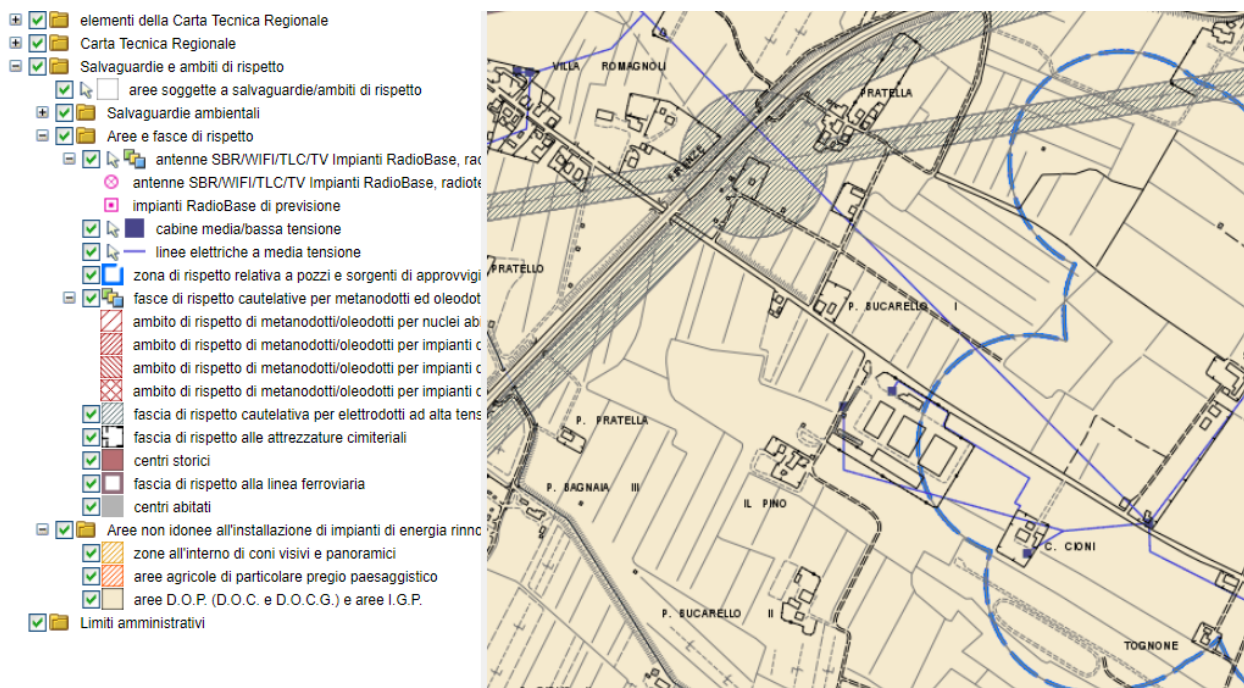 elementi della Carta Tecnica Regionale
Carta Tecnica Regionale
Salvaguardie e ambiti di rispetto
aree soggette a salvaguardie/ambiti di rispetto
Salvaguardie ambientali
Aree e fasce di rispetto
antenne SBR/WIFI/TLC/TV Impianti RadioBase, rad
antenne SBR/WIFI/TLC/TV Impianti RadioBase, radiote
impianti RadioBase di previsione
cabine media/bassa tensione
linee elettriche a media tensione
zona di rispetto relativa a pozzi e sorgenti di approvvigi
fasce di rispetto cautelative per metanodotti ed oleodot
ambito di rispetto di metanodotti/oleodotti per nuclei ab
ambito di rispetto di metanodotti/oleodotti per impianti
ambito di rispetto di metanodotti/oleodotti per impianti
ambito di rispetto di metanodotti/oleodotti per impianti
fascia di rispetto cautelativa per elettrodotti ad alta tens
fascia di rispetto alle attrezzature cimiteriali
centri storici
fascia di rispetto alla linea ferroviaria
centri abitati
Aree non idonee all'installazione di impianti di energia rinno
zone all'interno di coni visivi e panoramici
aree agricole di particolare pregio paesaggistico
aree D.O.P. (D.O.C. e D.O.C.G.) e aree I.G.P.
Limiti amministrativi
VILLA ROMAGNOLI
PRATELLA
FIRENZE
PRATELLO
P. BUCARELLO I
P. PRATELLA
P. BAGNAIA III
IL PINO
C. CIONI
P. BUCARELLO II
TOGNONE